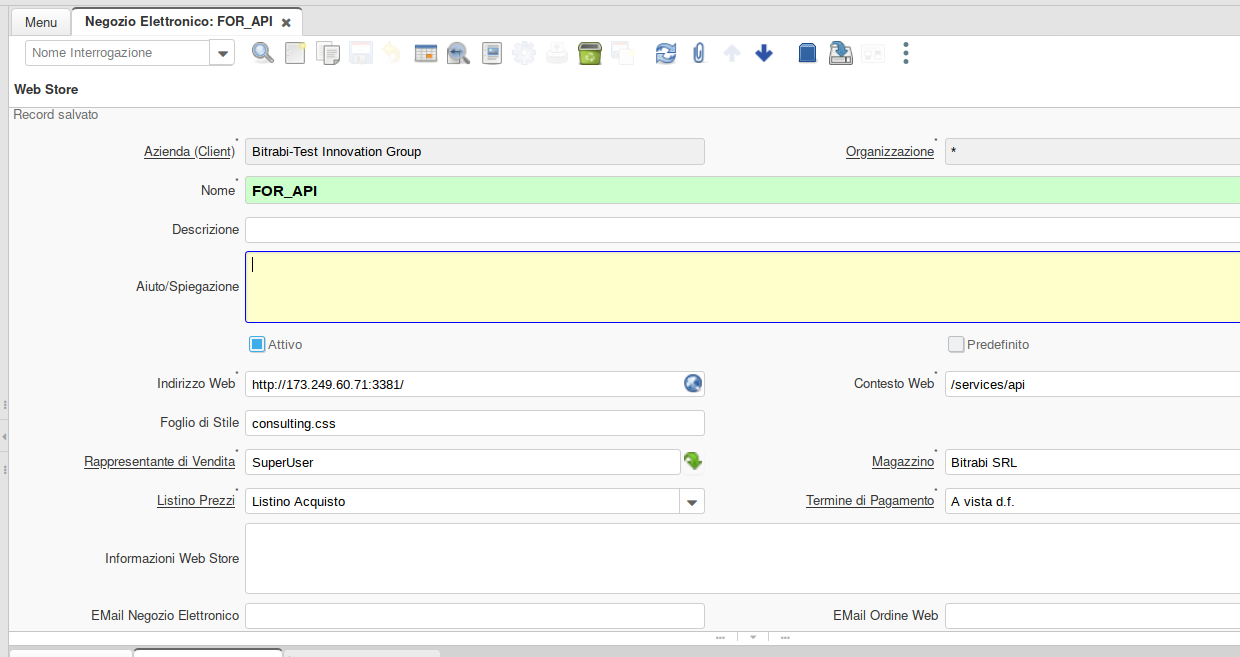 Menu
Negozio Elettronico: FOR_API
Nome Interrogazione
Web Store
Record salvato
Azienda (Client)* Bitrabi-Test Innovation Group Organizzazione* *
Nome* FOR_API
Descrizione
Aiuto/Spiegazione
Attivo Predefinito
Indirizzo Web* http://173.249.60.71:3381/ Contesto Web* /services/api
Foglio di Stile consulting.css
Rappresentante di Vendita* SuperUser Magazzino* Bitrabi SRL
Listino Prezzi* Listino Acquisto Termine di Pagamento* A vista d.f.
Informazioni Web Store
EMail Negozio Elettronico EMail Ordine Web